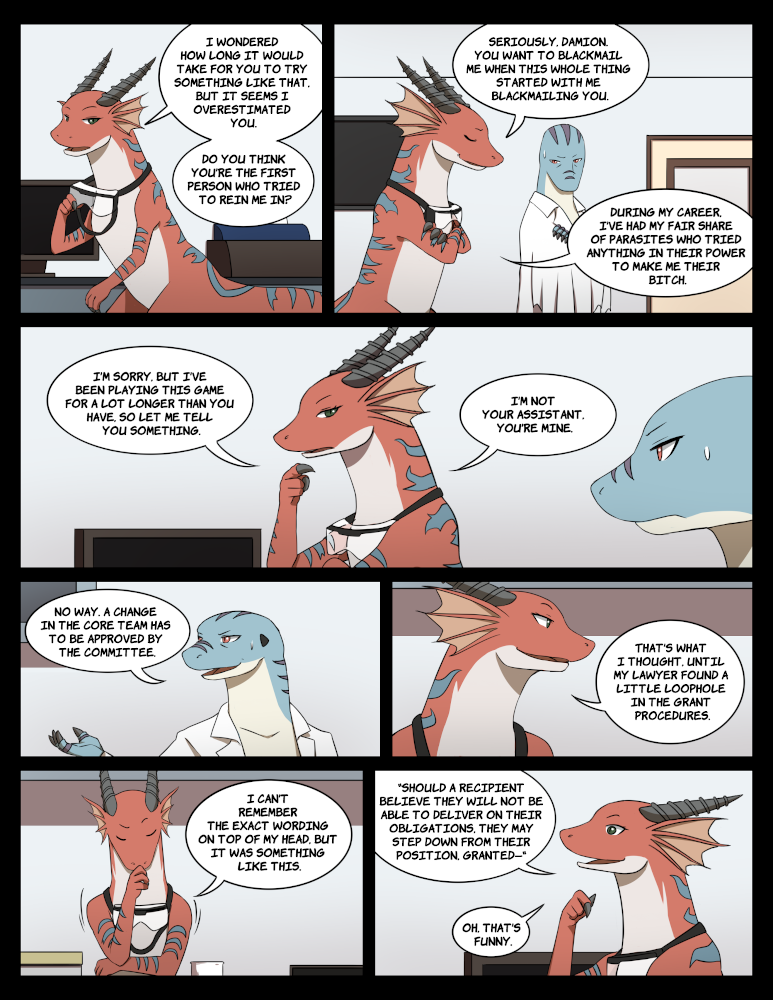 I WONDERED
HOW LONG IT WOULD
TAKE FOR YOU TO TRY
SOMETHING LIKE THAT,
BUT IT SEEMS I
OVERESTIMATED
YOU.
DO YOU THINK
YOU'RE THE FIRST
PERSON WHO TRIED
TO REIN ME IN?
SERIOUSLY, DAMION.
YOU WANT TO BLACKMAIL
ME WHEN THIS WHOLE THING
STARTED WITH ME
BLACKMAILING YOU.
DURING MY CAREER,
I'VE HAD MY FAIR SHARE
OF PARASITES WHO TRIED
ANYTHING IN THEIR POWER
TO MAKE ME THEIR
BITCH.
I'M SORRY, BUT I'VE
BEEN PLAYING THIS GAME
FOR A LOT LONGER THAN YOU
HAVE, SO LET ME TELL
YOU SOMETHING.
I'M NOT
YOUR ASSISTANT,
YOU'RE MINE.
NO WAY. A CHANGE
IN THE CORE TEAM HAS
TO BE APPROVED BY
THE COMMITTEE.
THAT'S WHAT
I THOUGHT, UNTIL
MY LAWYER FOUND A
LITTLE LOOPHOLE
IN THE GRANT
PROCEDURES.
I CAN'T
REMEMBER
THE EXACT WORDING
ON TOP OF MY HEAD, BUT
IT WAS SOMETHING
LIKE THIS.
"SHOULD A RECIPIENT
BELIEVE THEY WILL NOT BE
ABLE TO DELIVER ON THEIR
OBLIGATIONS, THEY MAY
STEP DOWN FROM THEIR
POSITION, GRANTED—"
OH, THAT'S
FUNNY.